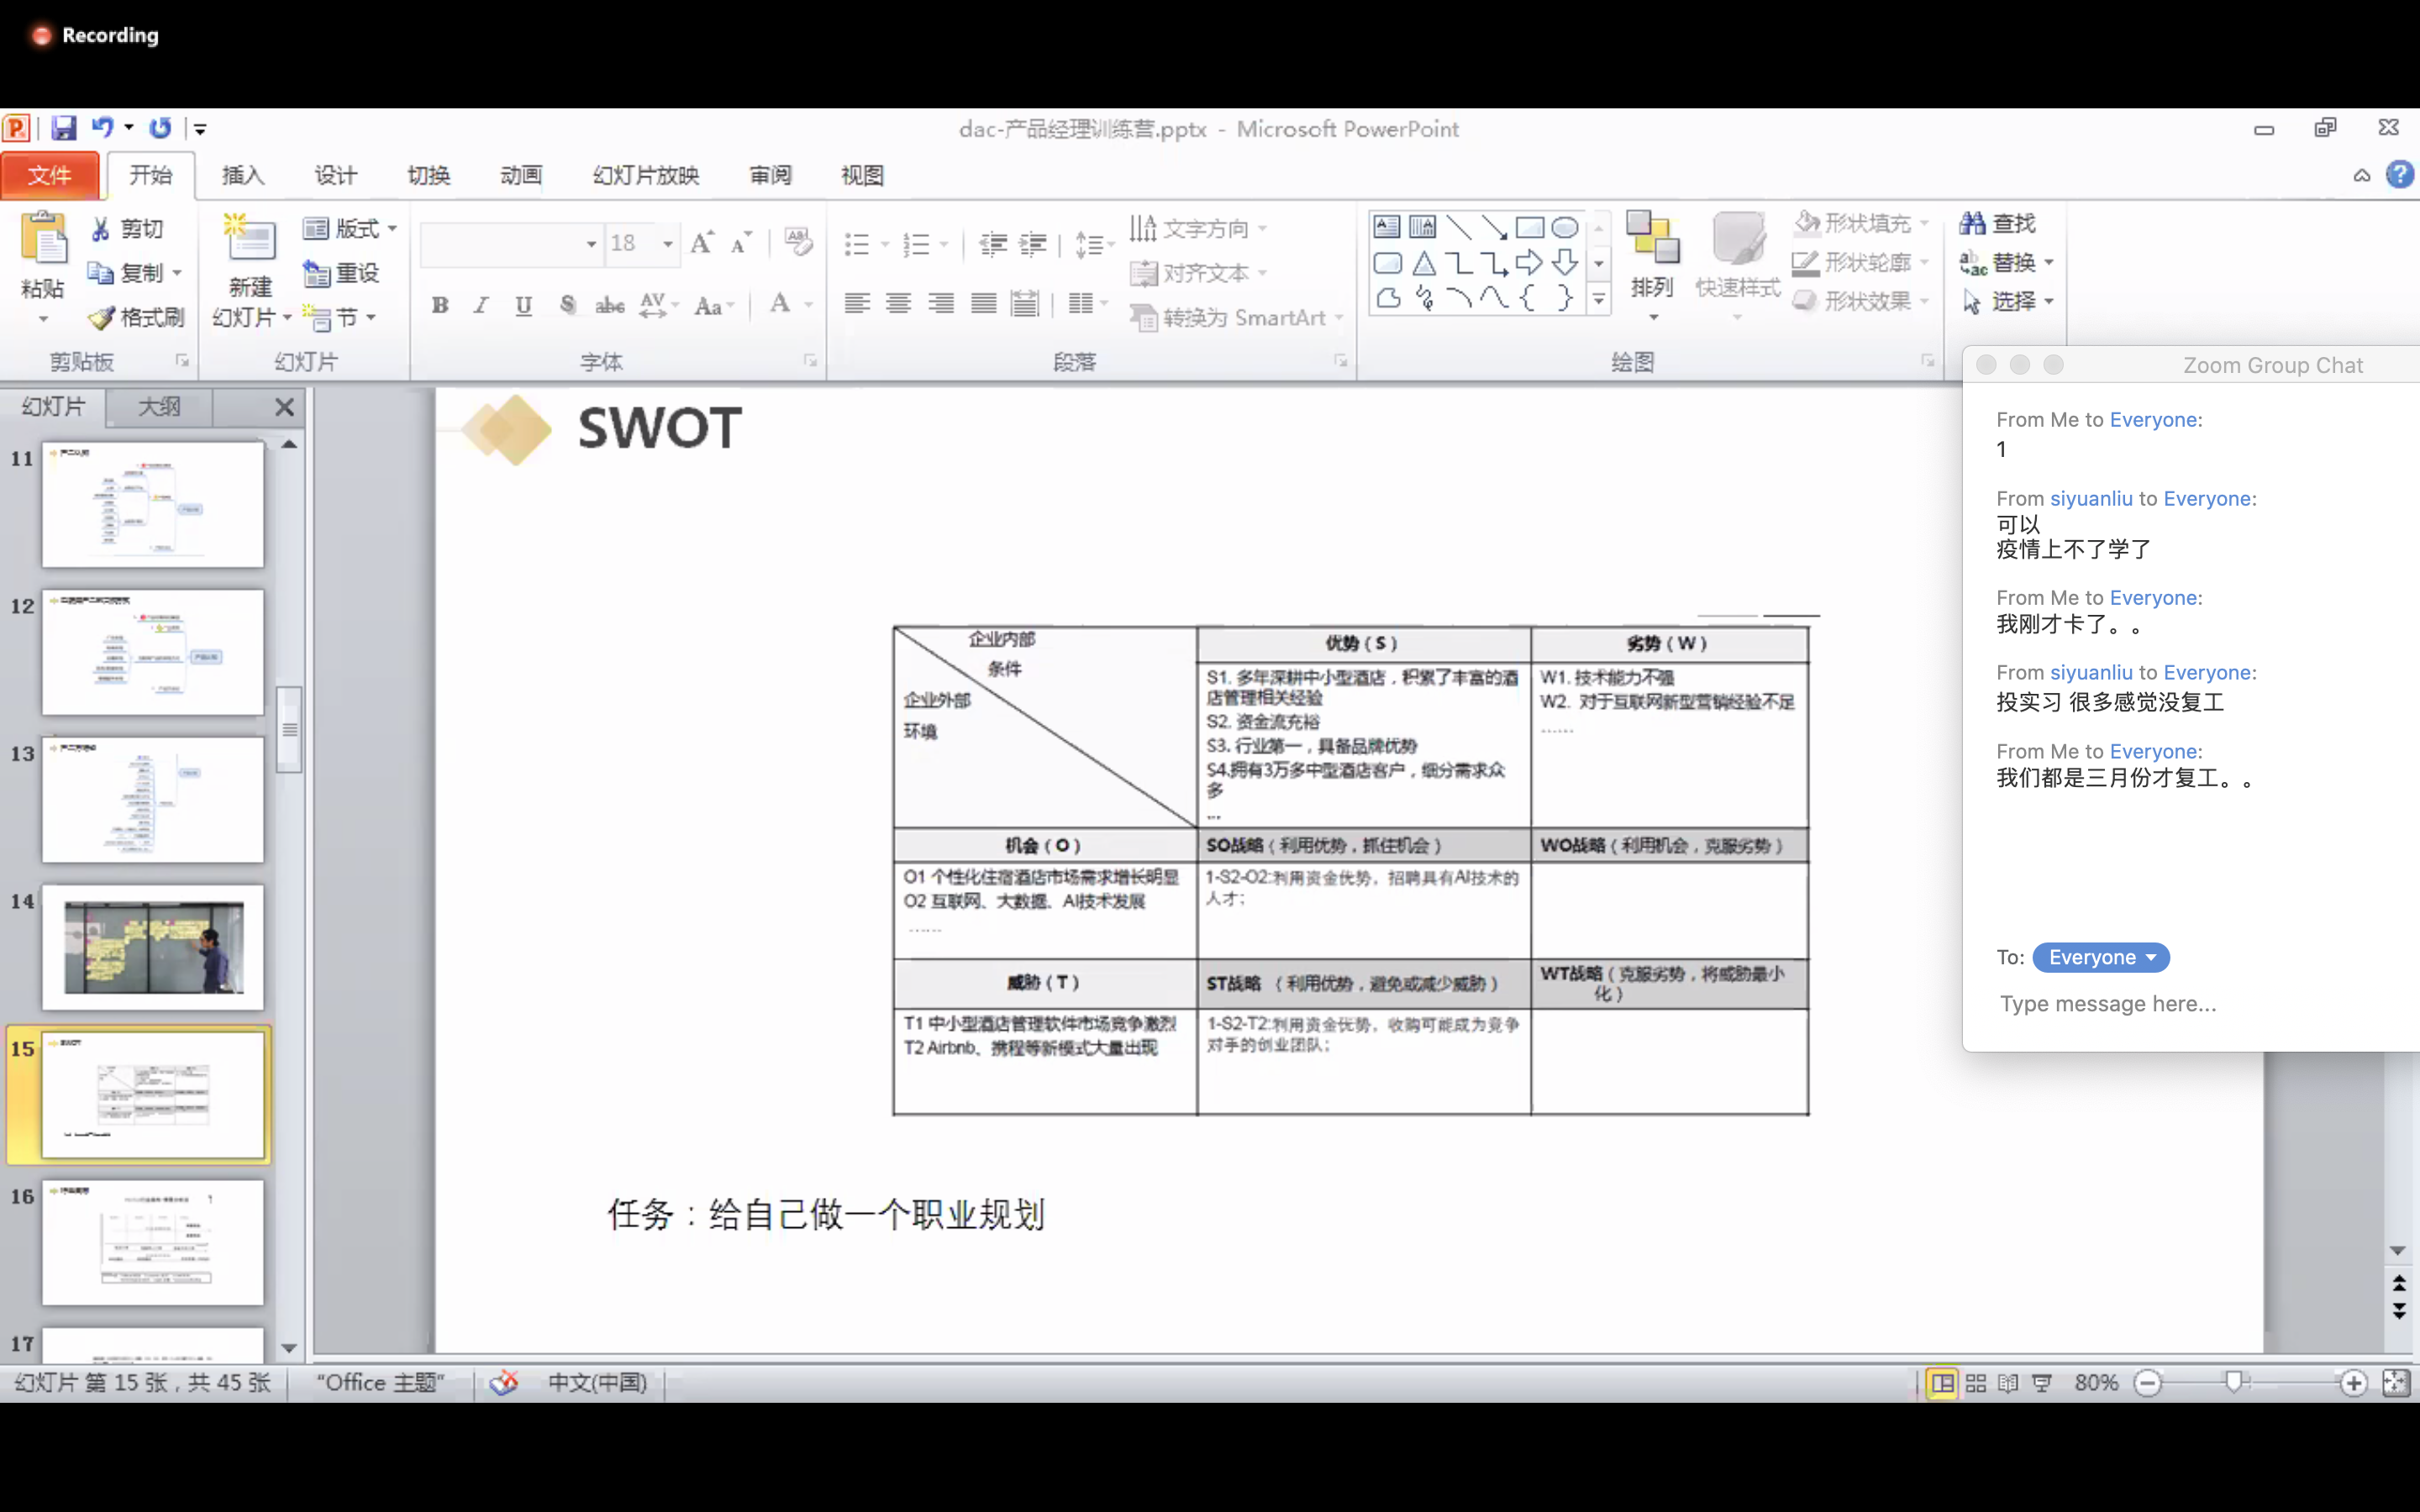 Recording
dac-产品经理训练营.pptx - Microsoft PowerPoint
文件 开始 插入 设计 切换 动画 幻灯片放映 审阅 视图
粘贴
剪切
复制
格式刷
剪贴板
新建
幻灯片
版式
重设
节
幻灯片
18
字体
文字方向
对齐文本
转换为 SmartArt
段落
排列
快速样式
形状填充
形状轮廓
形状效果
绘图
查找
替换
选择
幻灯片 大纲
11
12
13
14
15
SWOT
16
17
SWOT
企业内部
条件
企业外部
环境
优势（S）
劣势（W）
S1. 多年深耕中小型酒店，积累了丰富的酒
店管理相关经验
S2. 资金流充裕
S3. 行业第一，具备品牌优势
S4.拥有3万多中型酒店客户，细分需求众
多
...
W1. 技术能力不强
W2. 对于互联网新型营销经验不足
……
机会（O）
SO战略（利用优势，抓住机会）
WO战略（利用机会，克服劣势）
O1 个性化住宿酒店市场需求增长明显
O2 互联网、大数据、AI技术发展
……
1-S2-O2:利用资金优势，招聘具有AI技术的
人才；
威胁（T）
ST战略 （利用优势，避免或减少威胁）
WT战略（克服劣势，将威胁最小
化）
T1 中小型酒店管理软件市场竞争激烈
T2 Airbnb、携程等新模式大量出现
1-S2-T2:利用资金优势，收购可能成为竞争
对手的创业团队；
任务：给自己做一个职业规划
Zoom Group Chat
From Me to Everyone:
1
From siyuanliu to Everyone:
可以
疫情上不了学了
From Me to Everyone:
我刚才卡了。。
From siyuanliu to Everyone:
投实习 很多感觉没复工
From Me to Everyone:
我们都是三月份才复工。。
To: Everyone
Type message here...
幻灯片 第 15 张，共 45 张
"Office 主题"
中文(中国)
80%